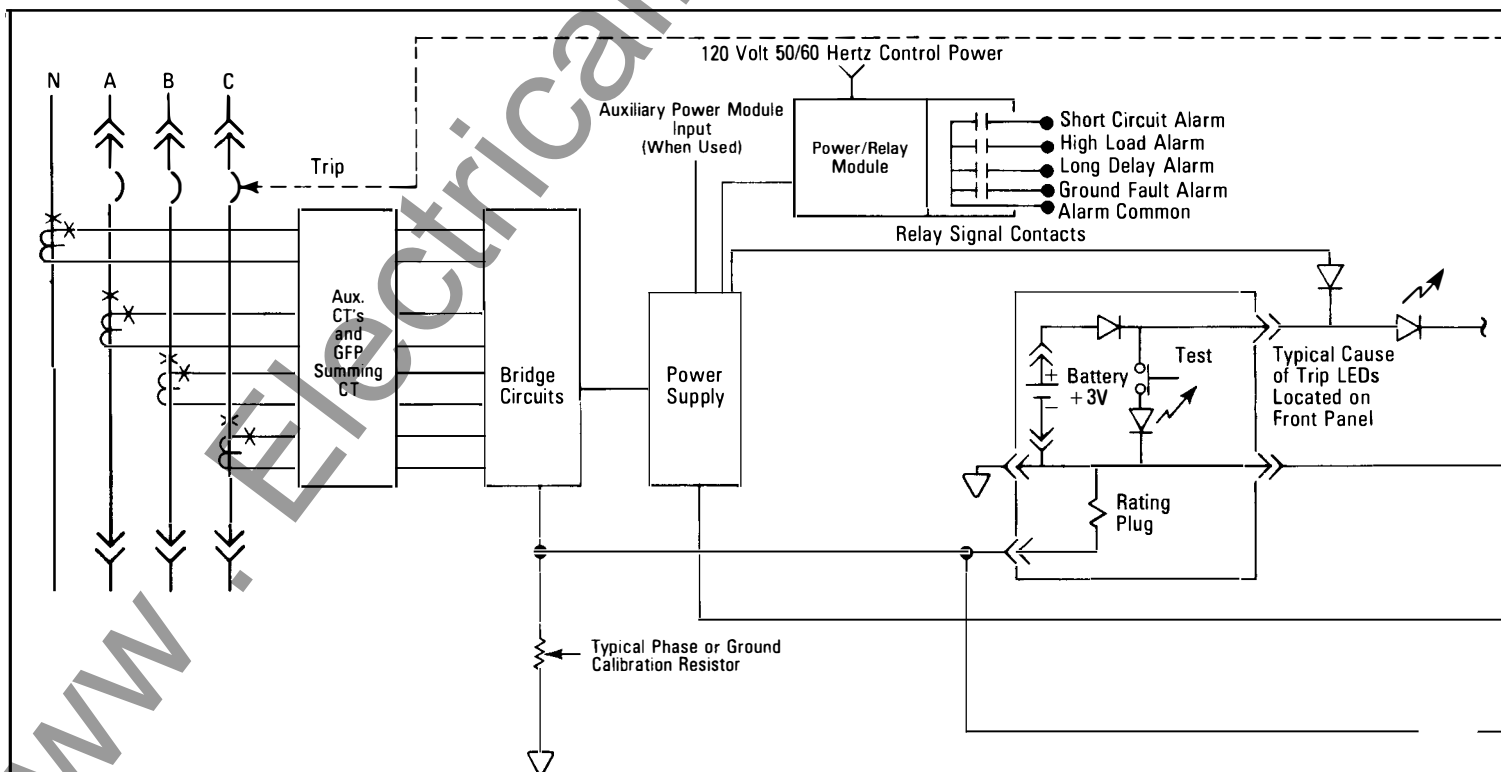 120 Volt 50/60 Hertz Control Power
N A B C
Auxiliary Power Module
Input
(When Used)
Power/Relay
Module
Short Circuit Alarm
High Load Alarm
Long Delay Alarm
Ground Fault Alarm
Alarm Common
Trip
Relay Signal Contacts
Aux.
CT's
and
GFP
Summing
CT
Bridge
Circuits
Power
Supply
+
Battery
+3V
–
Test
Typical Cause
of Trip LEDs
Located on
Front Panel
Rating
Plug
Typical Phase or Ground
Calibration Resistor
www . Electrical